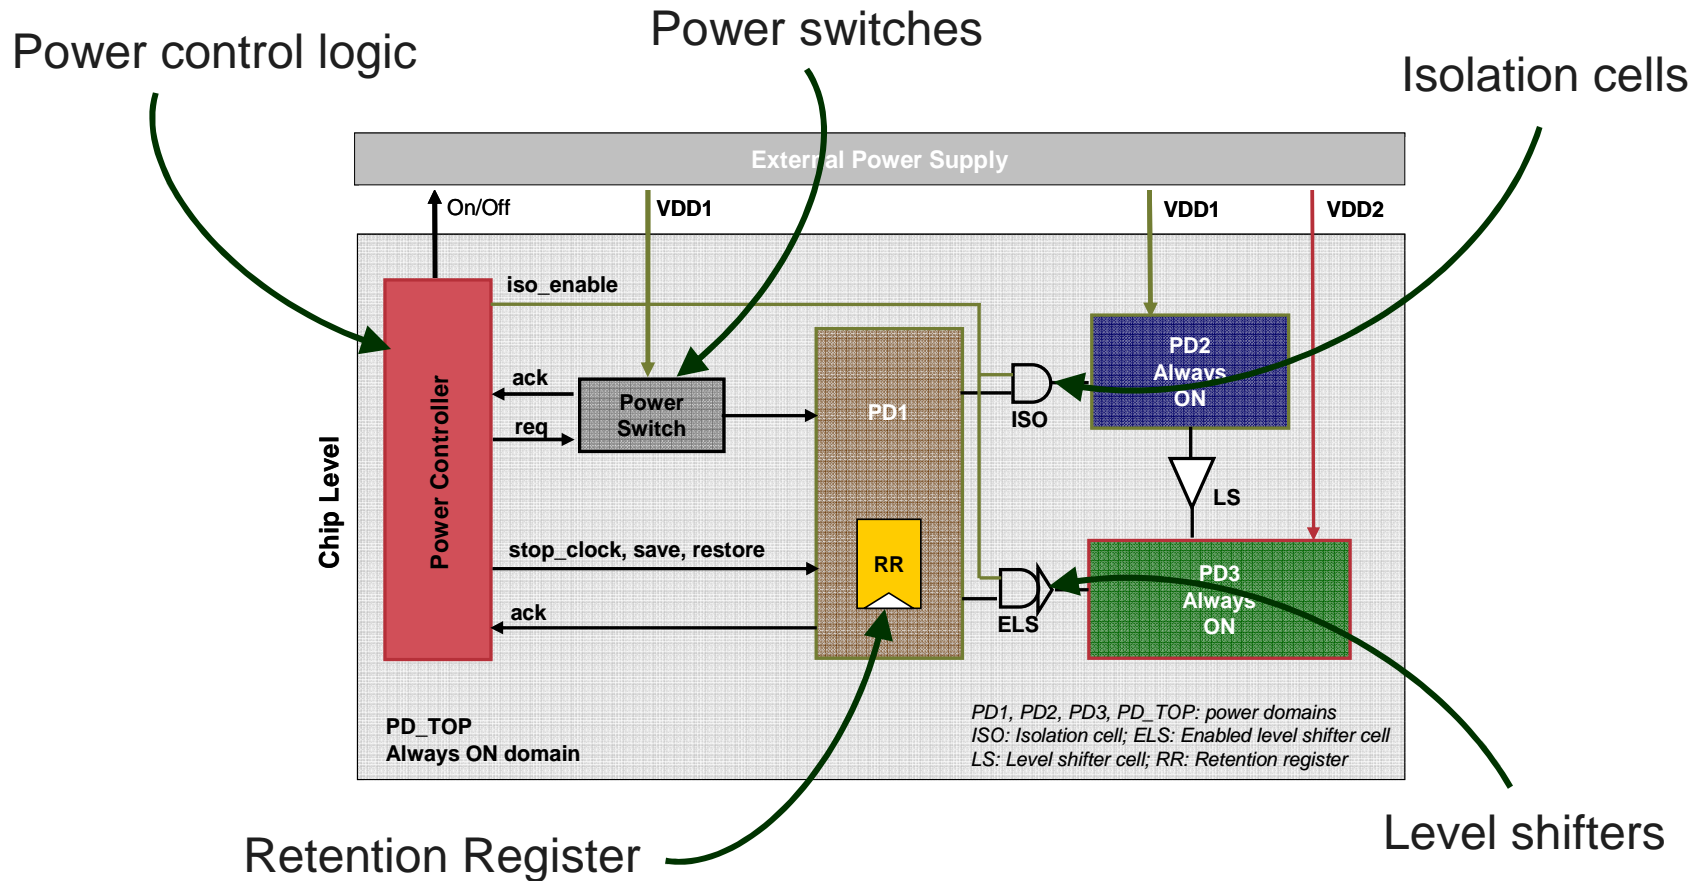 Power switches
Power control logic
Isolation cells
External Power Supply
On/Off
VDD1
VDD1
VDD2
iso_enable
Chip Level
Power Controller
ack
req
Power
Switch
PD1
ISO
PD2
Always
ON
LS
stop_clock, save, restore
ack
RR
ELS
PD3
Always
ON
PD_TOP
Always ON domain
PD1, PD2, PD3, PD_TOP: power domains
ISO: Isolation cell; ELS: Enabled level shifter cell
LS: Level shifter cell; RR: Retention register
Retention Register
Level shifters